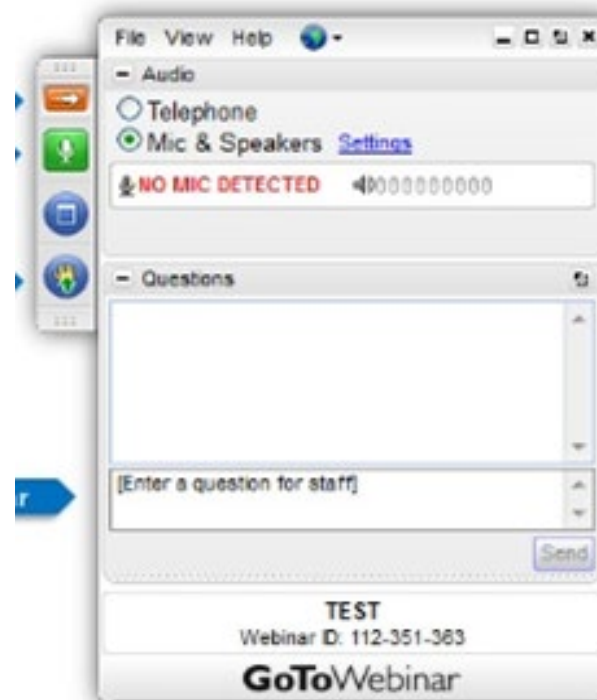 File View Help
Audio
Telephone
Mic & Speakers Settings
NO MIC DETECTED
Questions
[Enter a question for staff]
Send
TEST
Webinar ID: 112-351-363
GoToWebinar